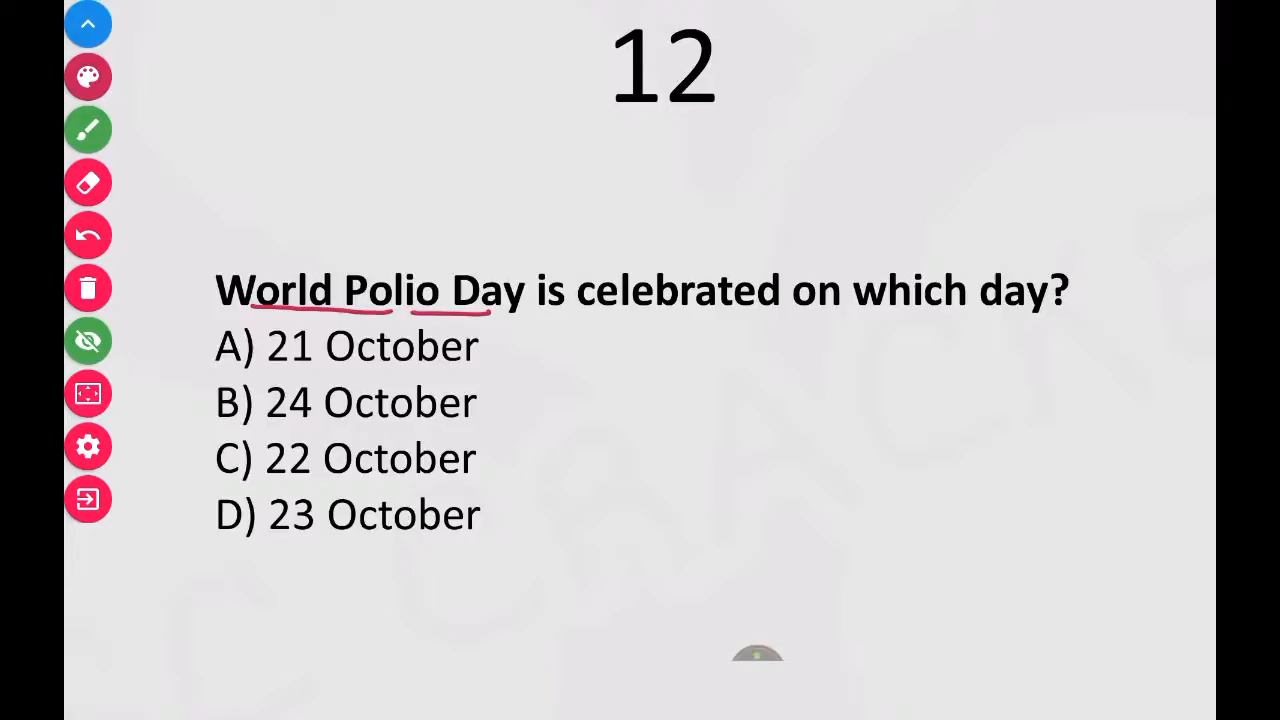 12
World Polio Day is celebrated on which day?
A) 21 October
B) 24 October
C) 22 October
D) 23 October